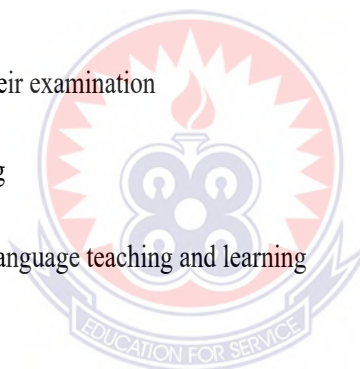 eir examination
g
anguage teaching and learning
EDUCATION FOR SERVICE